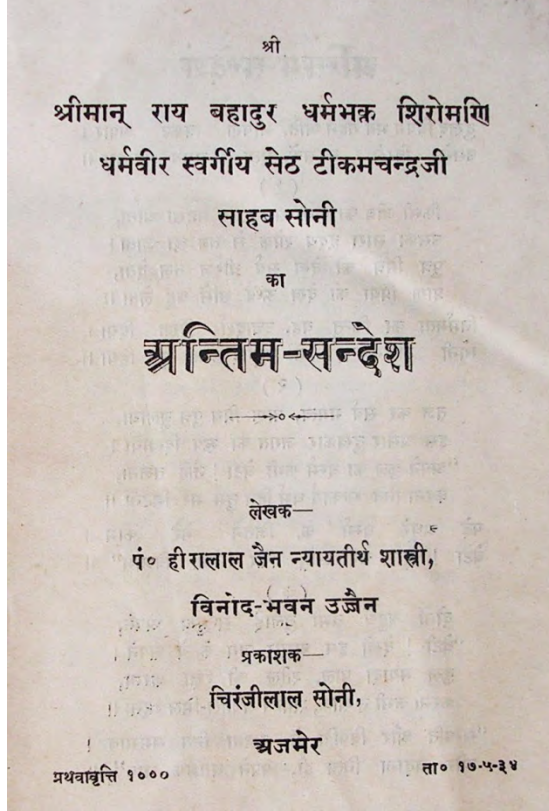 श्री
श्रीमान् राय बहादुर धर्मभक्त शिरोमणि
धर्मवीर स्वर्गीय सेठ टीकमचन्द्रजी
साहब सोनी
का
अन्तिम-सन्देश
लेखक—
पं० हीरालाल जैन न्यायतीर्थ शास्त्री,
विनोद-भवन उज्जैन
प्रकाशक—
चिरंजीलाल सोनी,
अजमेर
प्रथवावृत्ति १००० ता० १७-५-३४